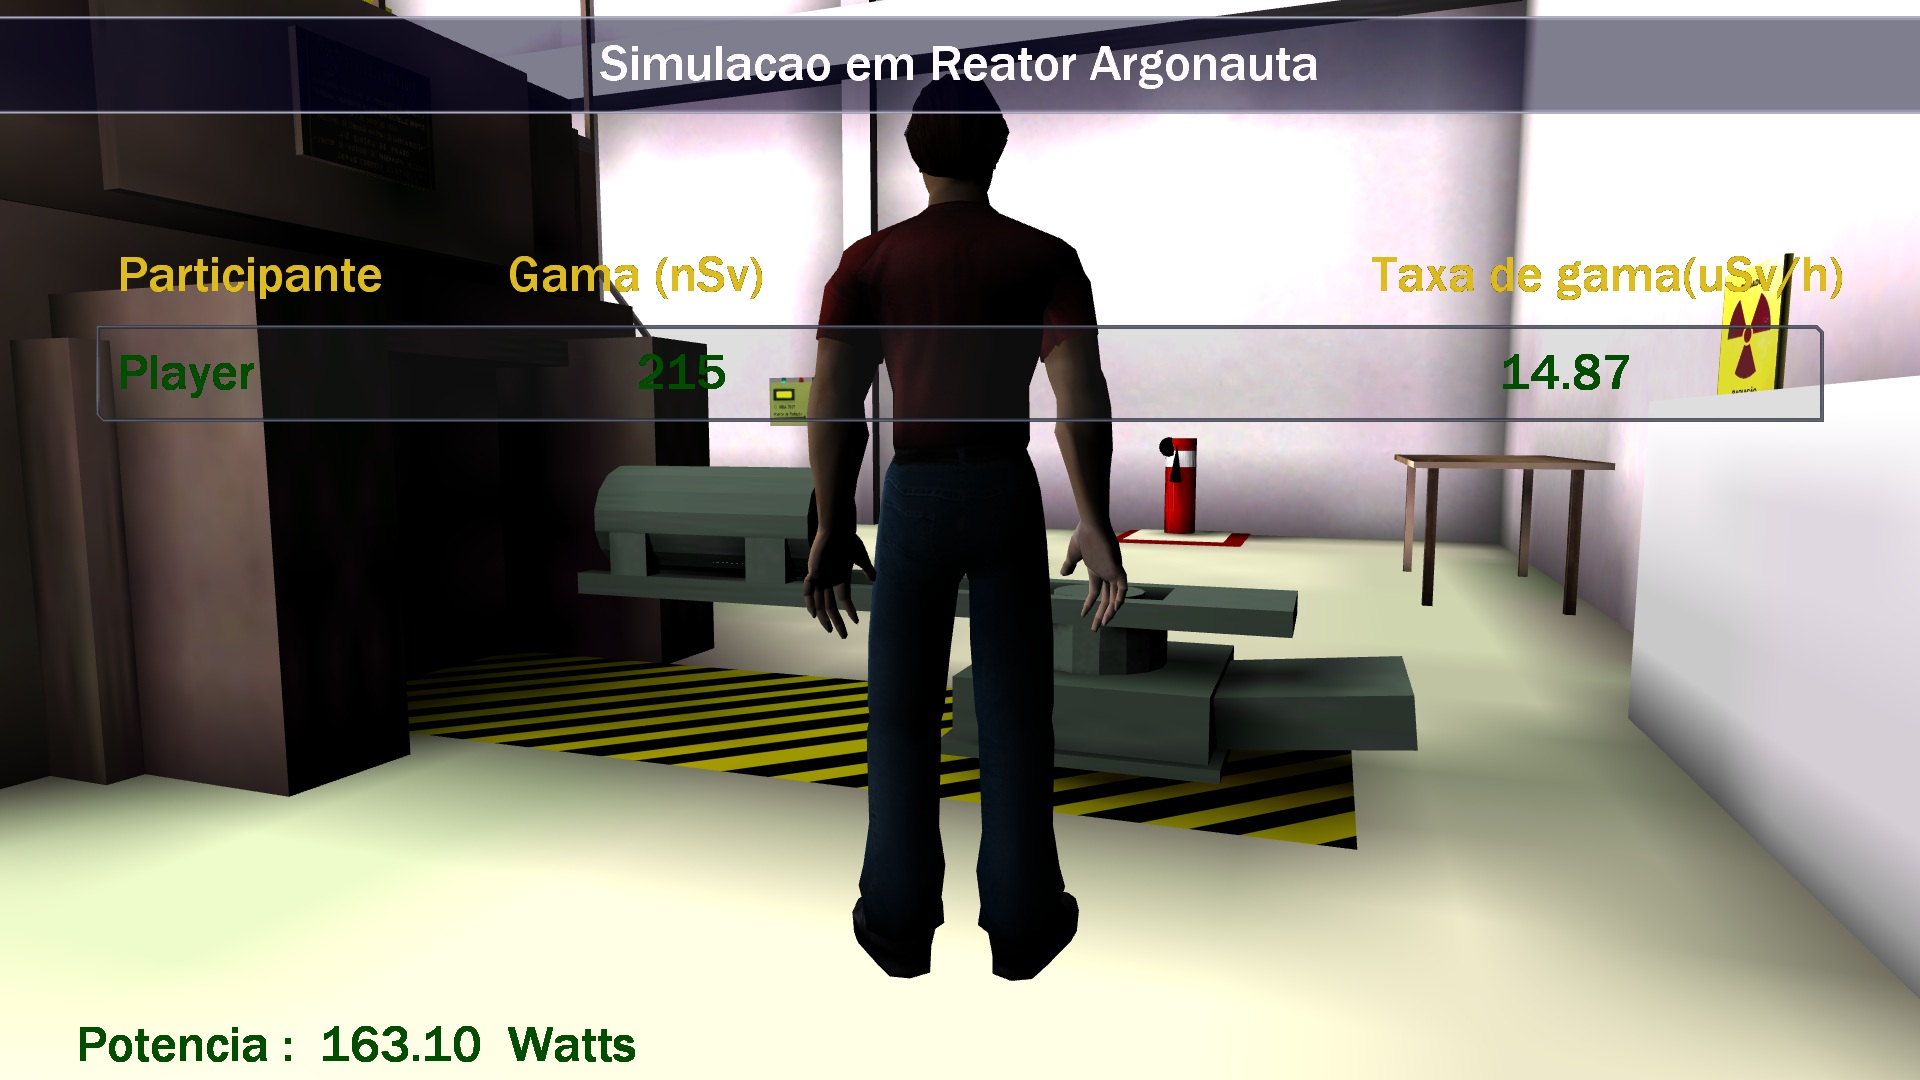 Simulacao em Reator Argonauta
Participante Gama (nSv) Taxa de gama(uSv/h)
Player 215 14.87
Potencia : 163.10 Watts